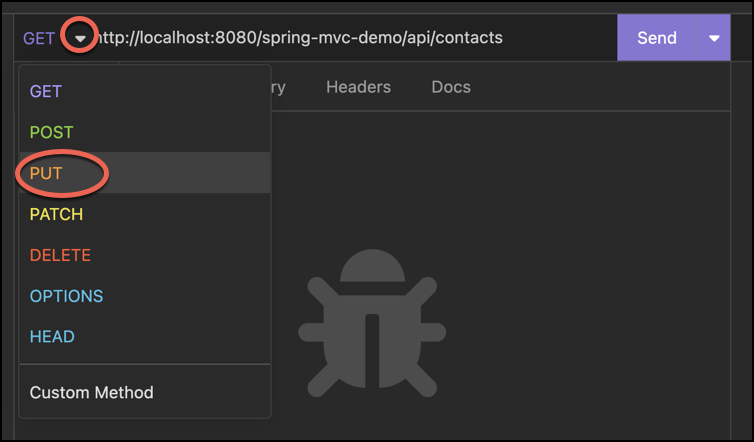 GET http://localhost:8080/spring-mvc-demo/api/contacts Send
ry Headers Docs
GET
POST
PUT
PATCH
DELETE
OPTIONS
HEAD
Custom Method